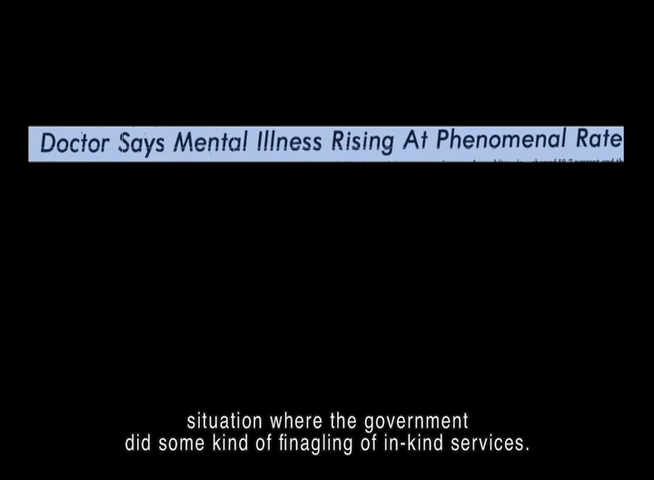 Doctor Says Mental Illness Rising At Phenomenal Rate
situation where the government
did some kind of finagling of in-kind services.